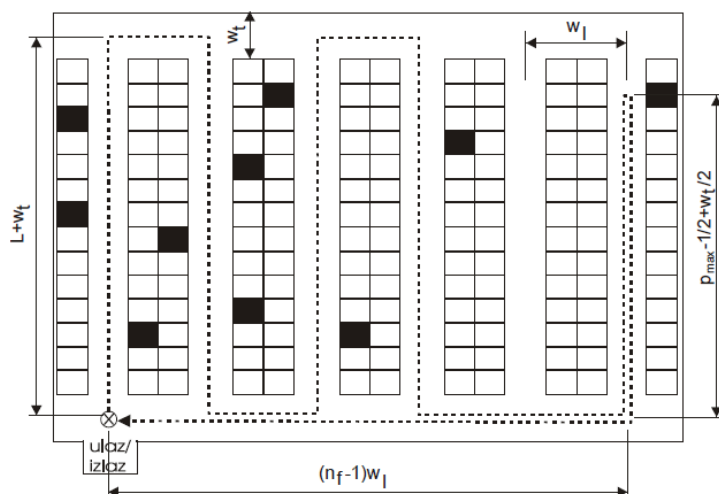 w_t
w_l
L+w_t
p_max-1/2+w_t/2
ulaz/
izlaz
(n_f-1)w_l